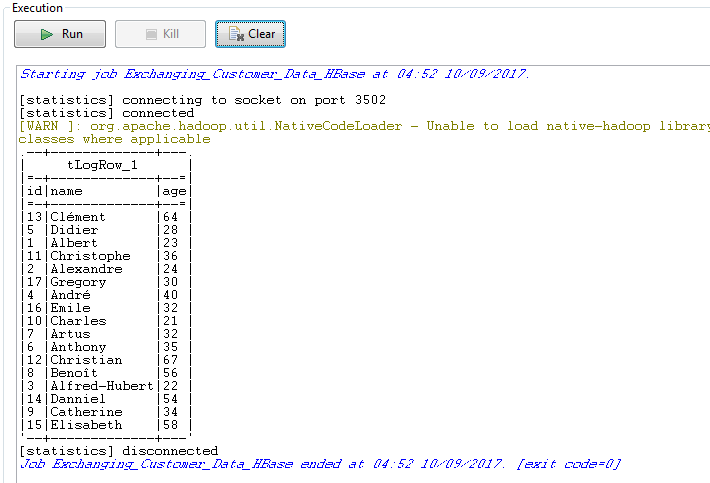 Execution
Run Kill Clear
Starting job Exchanging_Customer_Data_HBase at 04:52 10/09/2017.
[statistics] connecting to socket on port 3502
[statistics] connected
[WARN ]: org.apache.hadoop.util.NativeCodeLoader - Unable to load native-hadoop library
classes where applicable
.--+--------------+---.
|     tLogRow_1       |
|=-+--------------+--=|
|id|name          |age|
|=-+--------------+--=|
|13|Clément       |64 |
|5 |Didier        |28 |
|1 |Albert        |23 |
|11|Christophe    |36 |
|2 |Alexandre     |24 |
|17|Gregory       |30 |
|4 |André         |40 |
|16|Emile         |32 |
|10|Charles       |21 |
|7 |Artus         |32 |
|6 |Anthony       |35 |
|12|Christian     |67 |
|8 |Benoît        |56 |
|3 |Alfred-Hubert|22 |
|14|Danniel       |54 |
|9 |Catherine     |34 |
|15|Elisabeth     |58 |
'--+--------------+---'
[statistics] disconnected
Job Exchanging_Customer_Data_HBase ended at 04:52 10/09/2017. [exit code=0]